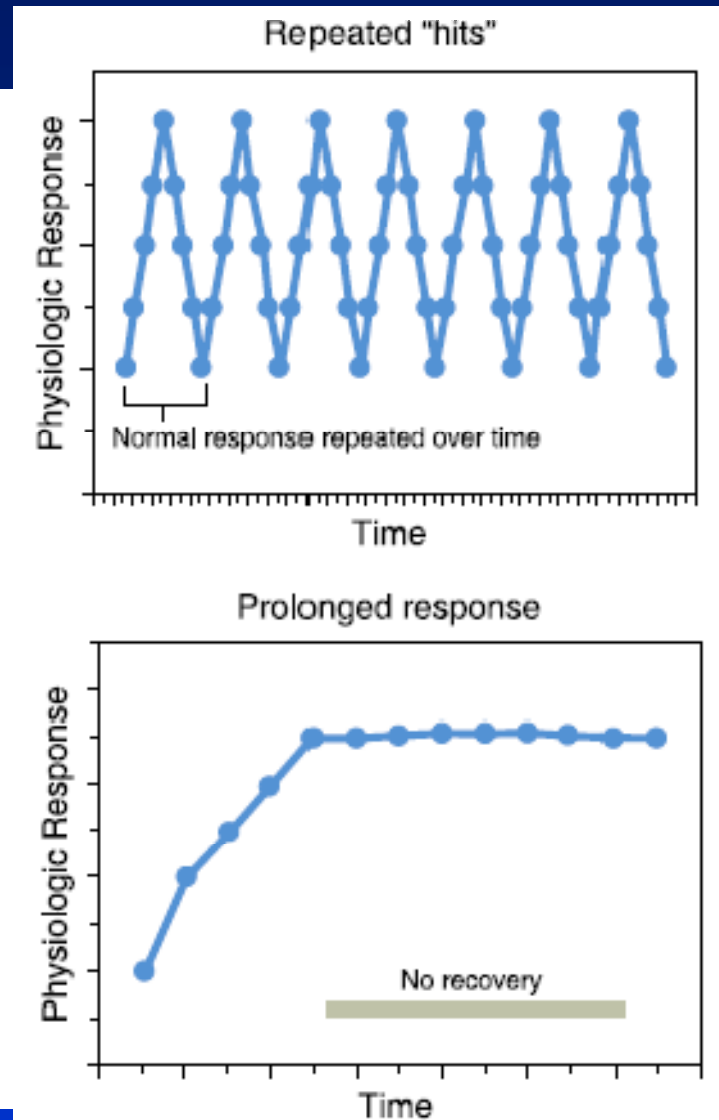 Repeated "hits"
Physiologic Response
Normal response repeated over time
Time
Prolonged response
Physiologic Response
No recovery
Time